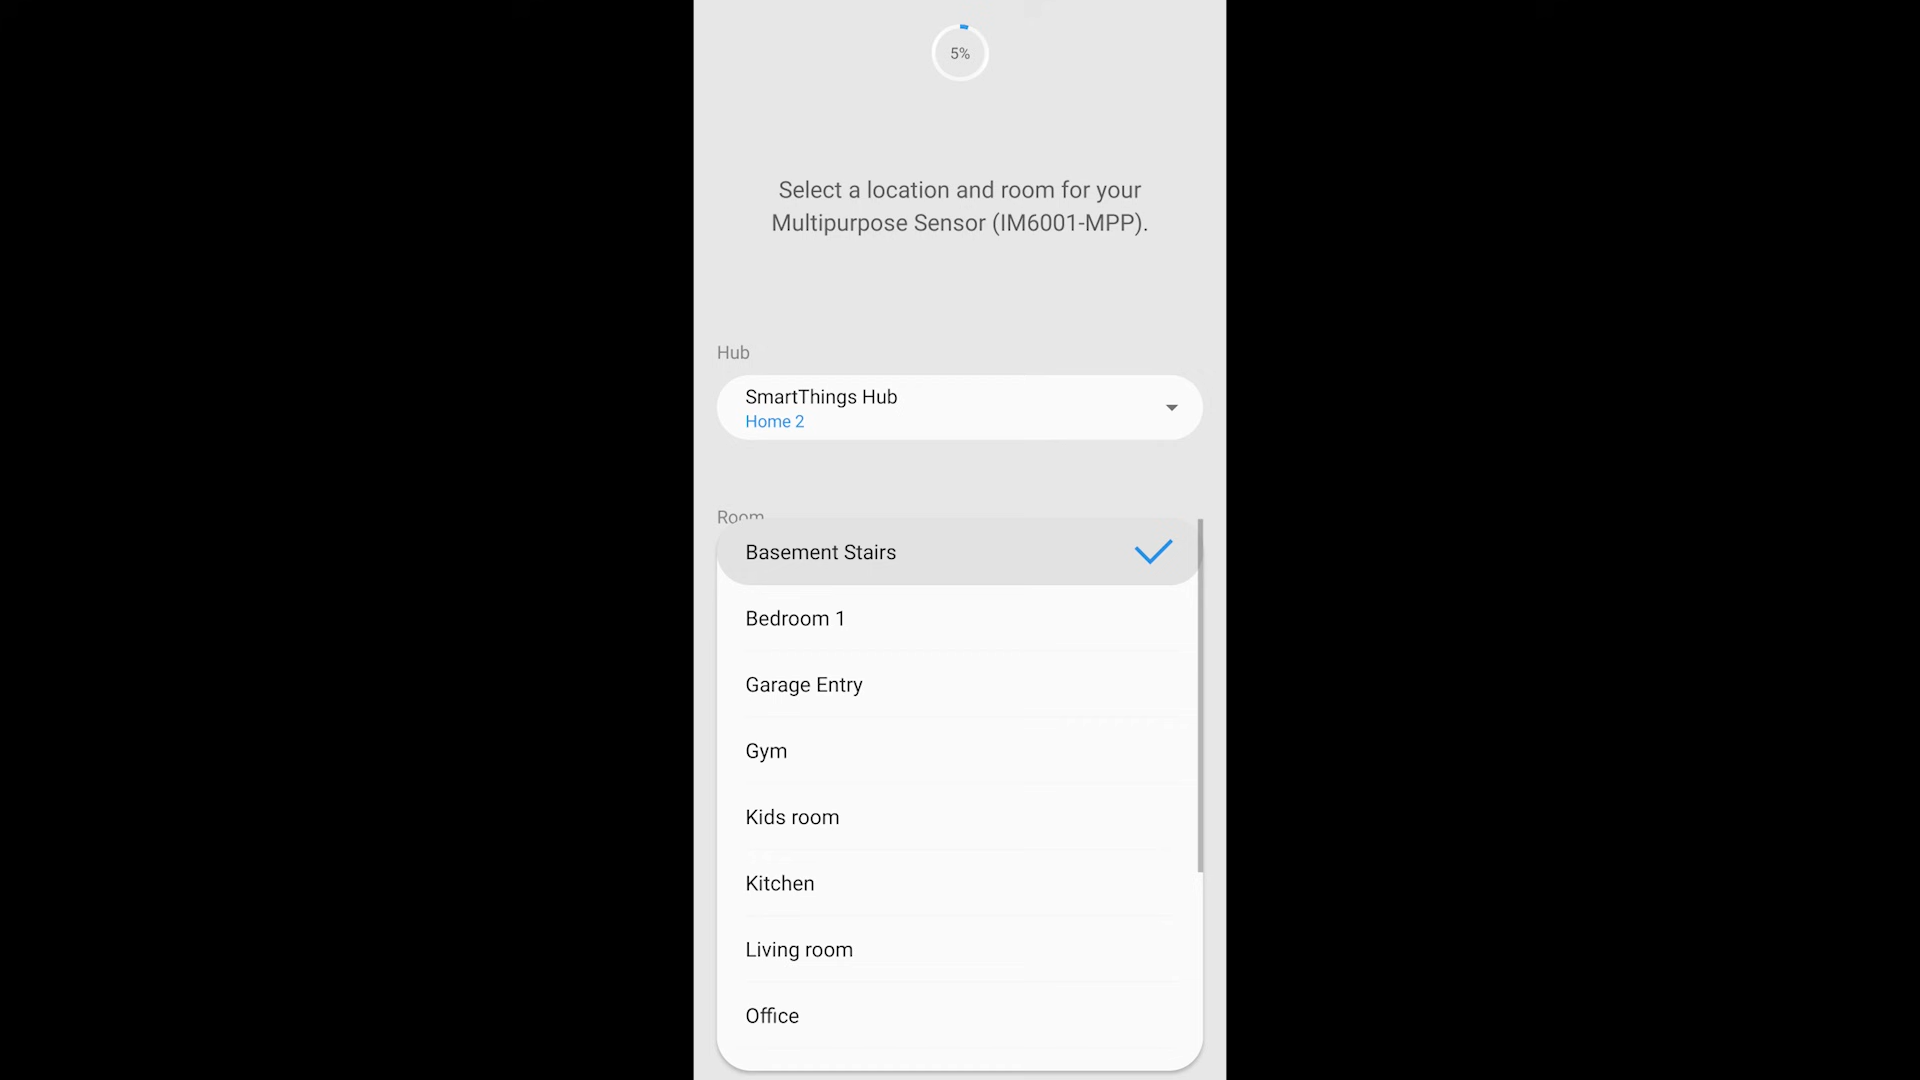 5%
Select a location and room for your
Multipurpose Sensor (IM6001-MPP).
Hub
SmartThings Hub
Home 2
Room
Basement Stairs
Bedroom 1
Garage Entry
Gym
Kids room
Kitchen
Living room
Office